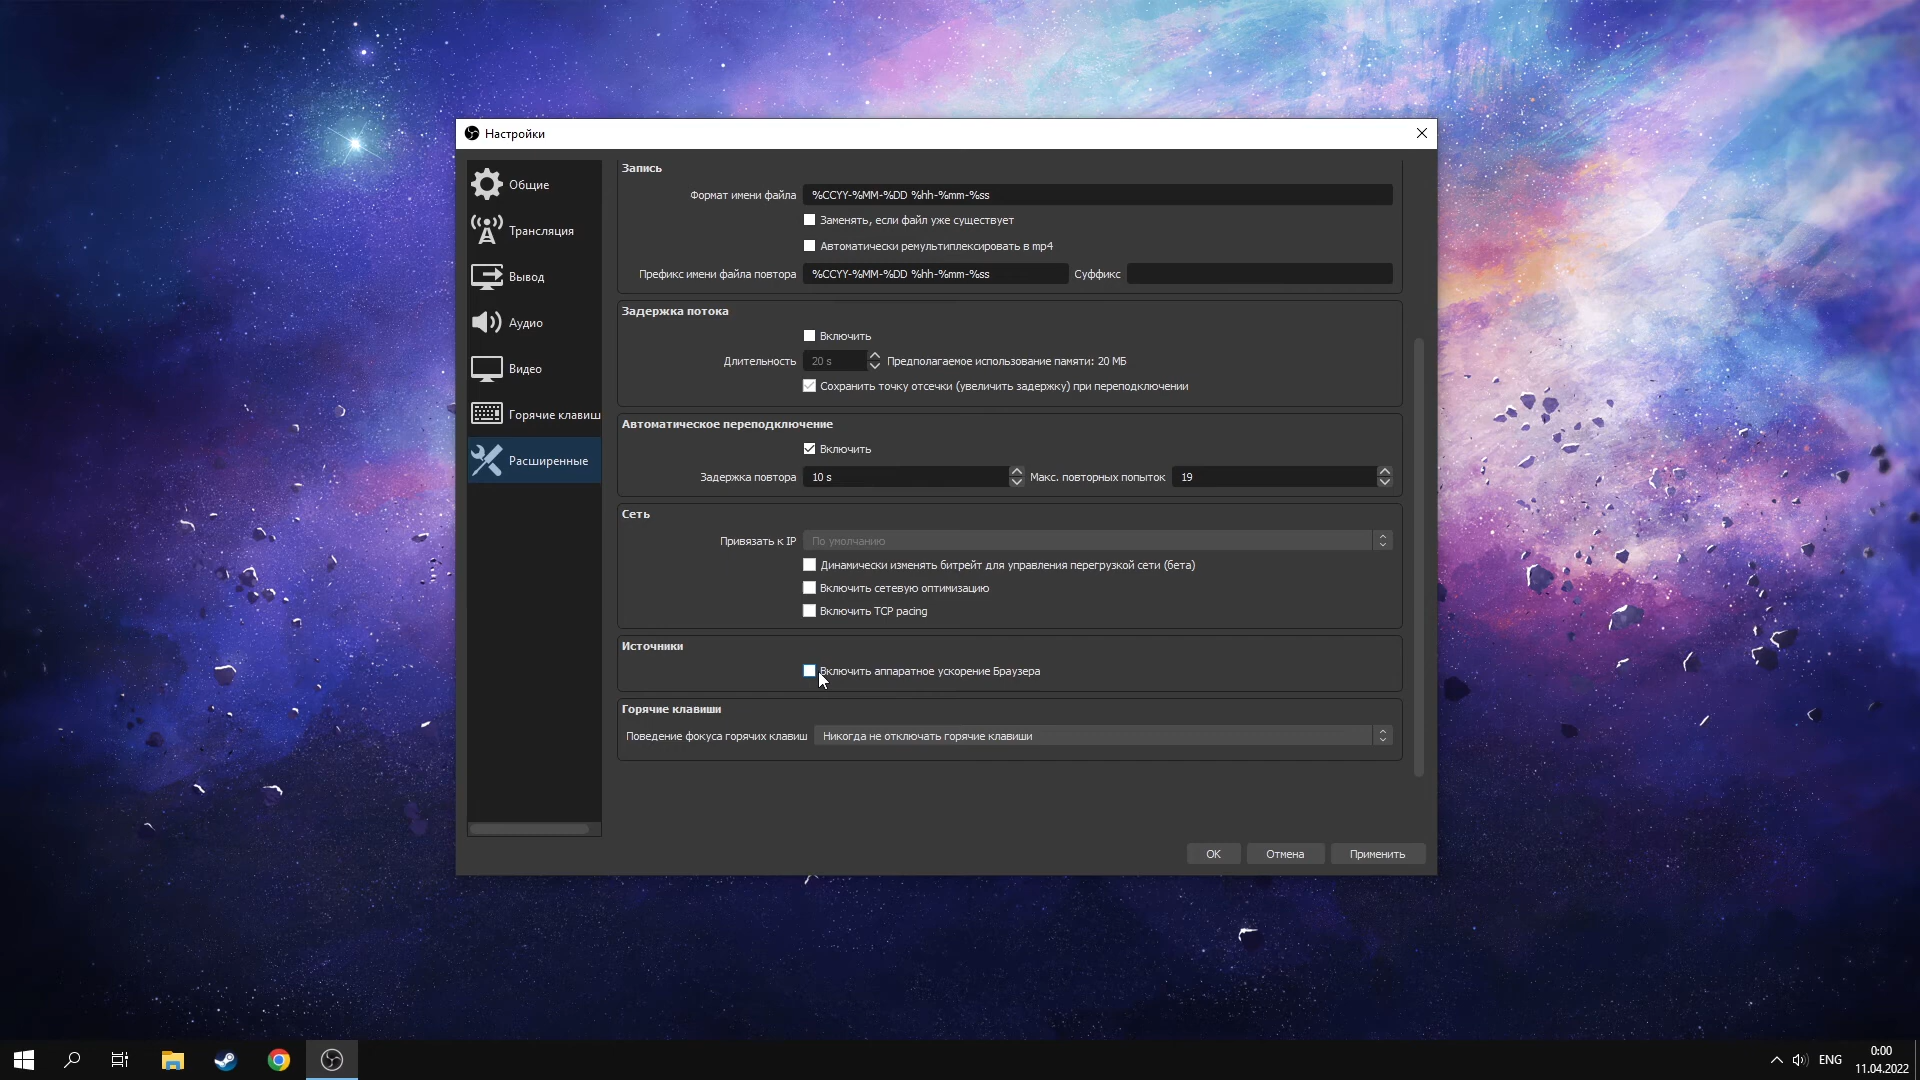 Настройки
Общие
Трансляция
Вывод
Аудио
Видео
Горячие клавиш
Расширенные
Запись
Формат имени файла %CCYY-%MM-%DD %hh-%mm-%ss
Заменять, если файл уже существует
Автоматически ремультиплексировать в mp4
Префикс имени файла повтора %CCYY-%MM-%DD %hh-%mm-%ss Суффикс
Задержка потока
Включить
Длительность 20 s Предполагаемое использование памяти: 20 МБ
Сохранить точку отсечки (увеличить задержку) при переподключении
Автоматическое переподключение
Включить
Задержка повтора 10 s Макс. повторных попыток 19
Сеть
Привязать к IP По умолчанию
Динамически изменять битрейт для управления перегрузкой сети (бета)
Включить сетевую оптимизацию
Включить TCP pacing
Источники
Включить аппаратное ускорение Браузера
Горячие клавиши
Поведение фокуса горячих клавиш Никогда не отключать горячие клавиши
OK Отмена Применить
ENG 0:00
11.04.2022